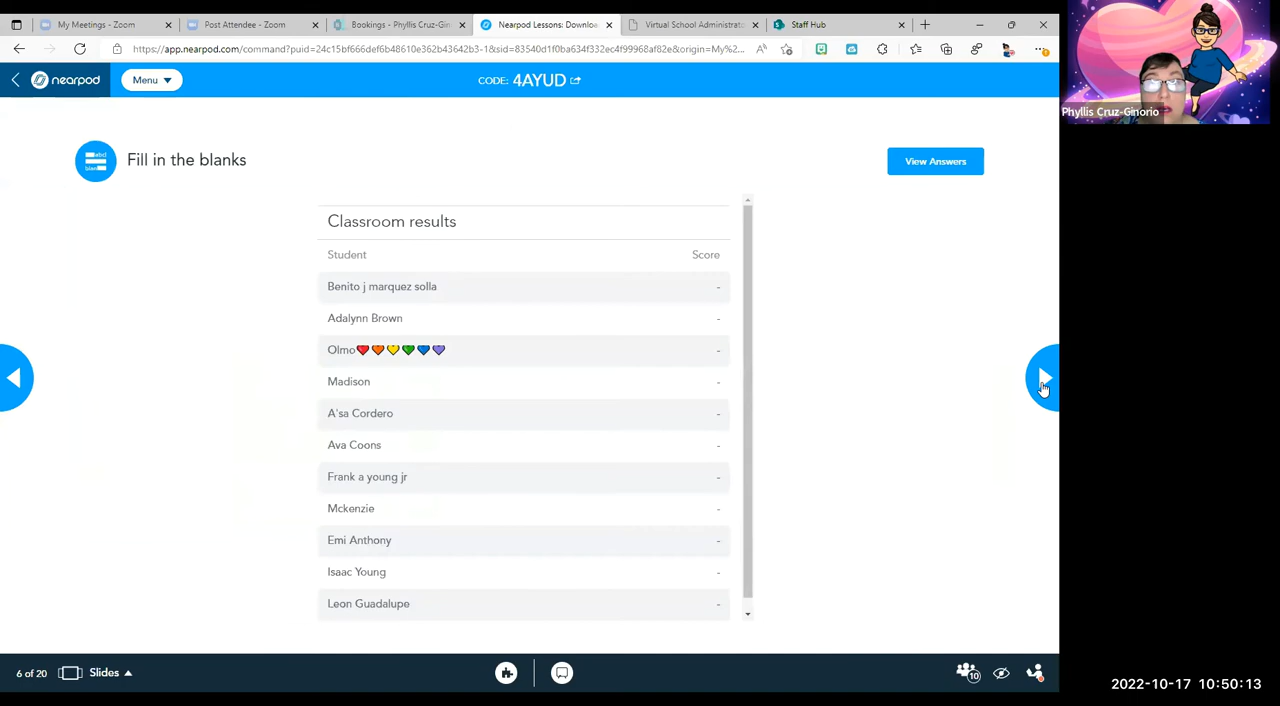 My Meetings - Zoom
Post Attendee - Zoom
Bookings - Phyllis Cruz-Gin
Nearpod Lessons: Downlo
Virtual School Administrat
Staff Hub
https://app.nearpod.com/command?puid=24c15bf666def6b48610e362b43642b3-1&sid=83540d1f0ba634f332ec4f99968af82e&origin=My%2...
nearpod
Menu
CODE: 4AYUD
Phyllis Cruz-Ginorio
Fill in the blanks
View Answers
Classroom results
Student Score
Benito j marquez solla -
Adalynn Brown -
Olmo❤️🧡💛💚💙💜 -
Madison -
A'sa Cordero -
Ava Coons -
Frank a young jr -
Mckenzie -
Emi Anthony -
Isaac Young -
Leon Guadalupe -
6 of 20
Slides
10
2022-10-17 10:50:13